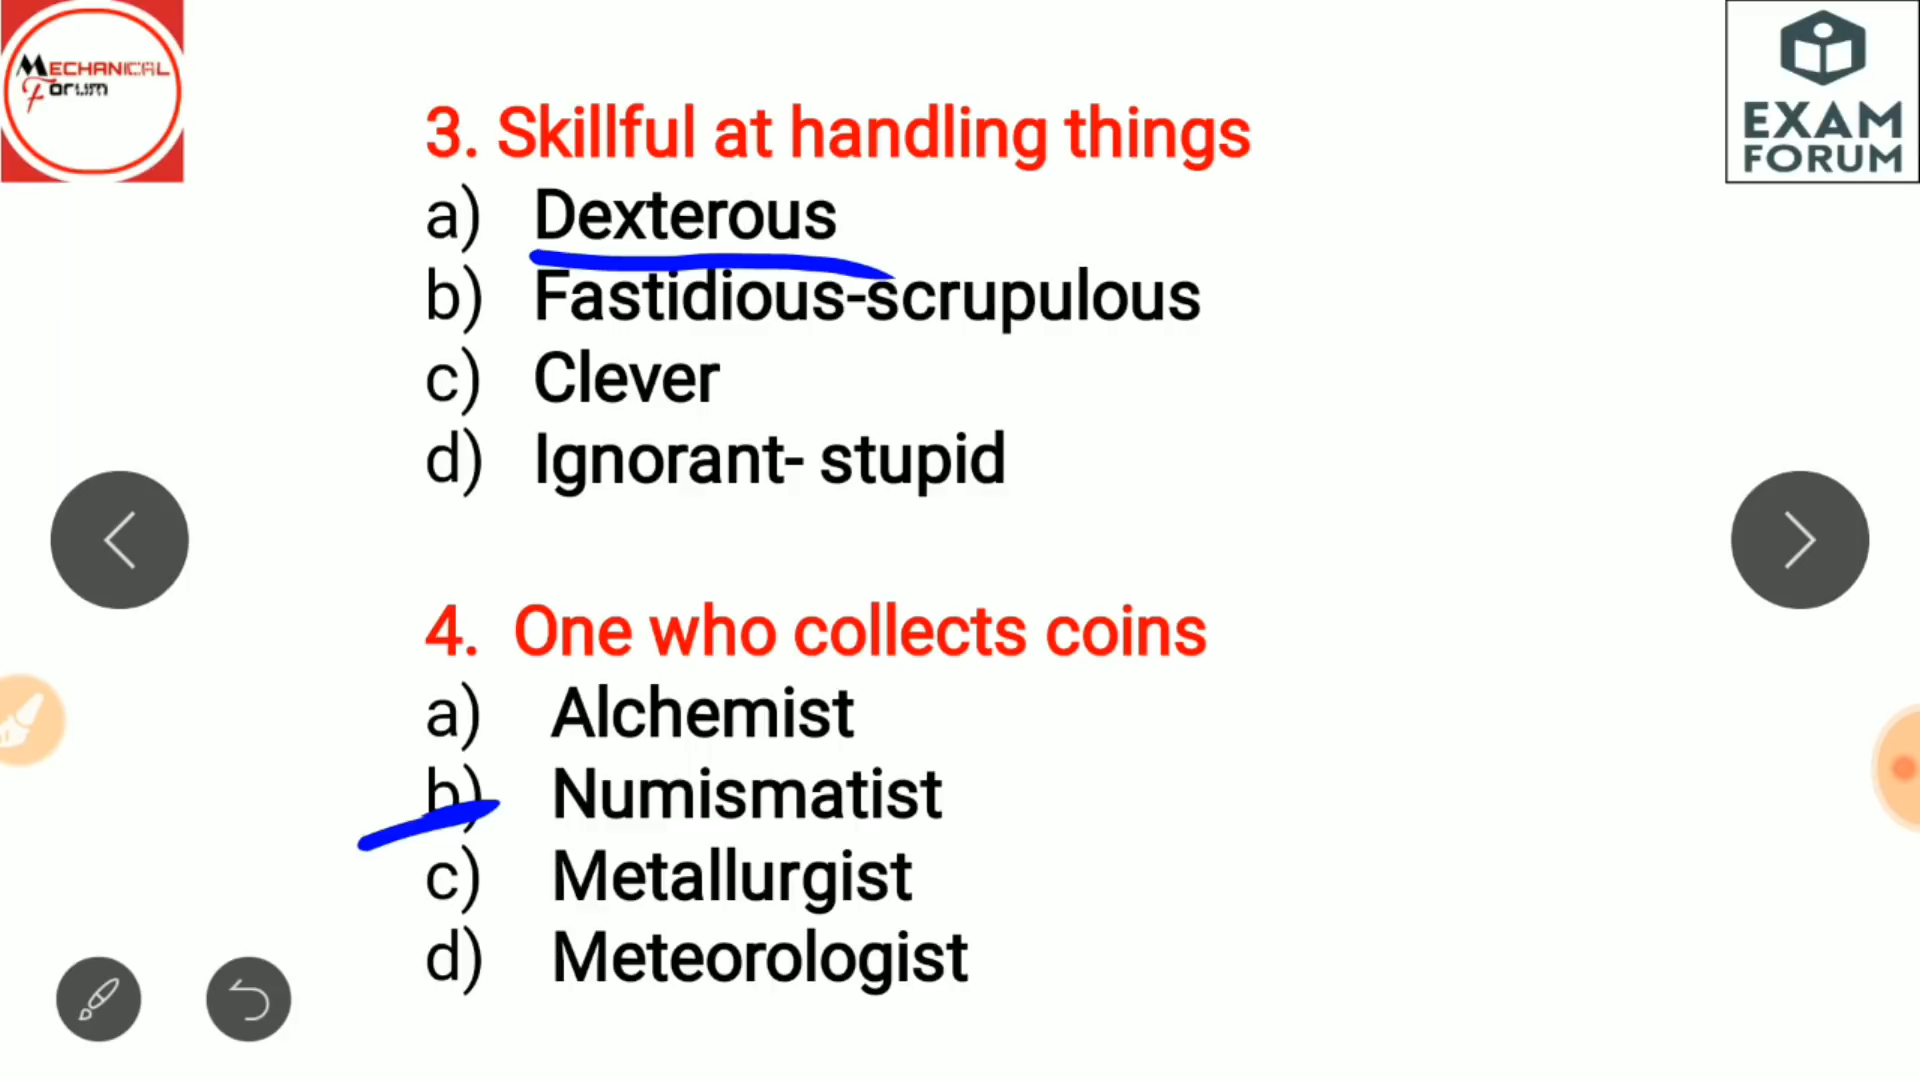 MECHANICAL
Forum
EXAM
FORUM
3. Skillful at handling things
a) Dexterous
b) Fastidious-scrupulous
c) Clever
d) Ignorant- stupid
4. One who collects coins
a) Alchemist
b) Numismatist
c) Metallurgist
d) Meteorologist